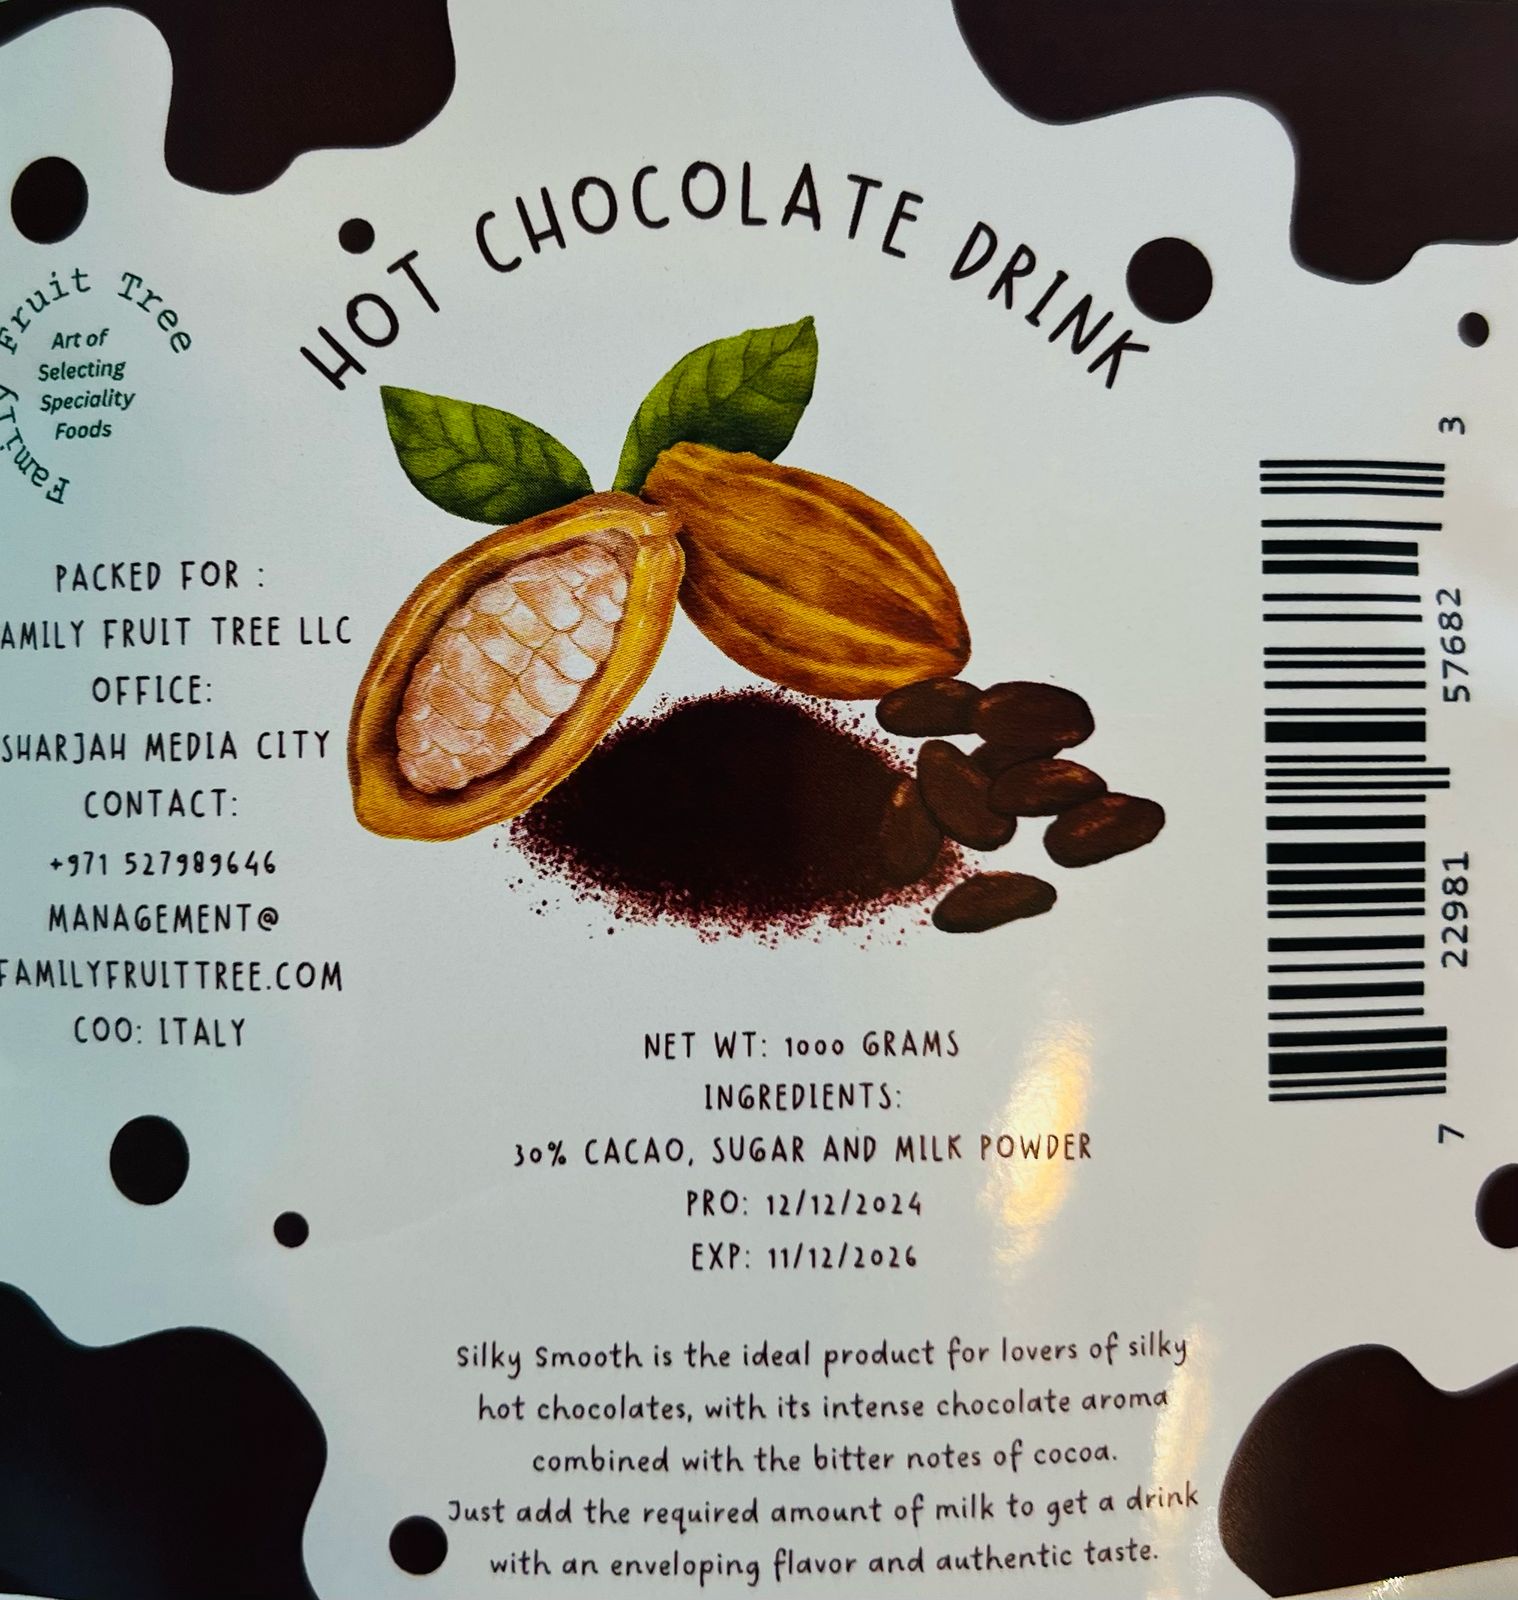 HOT CHOCOLATE DRINK
Family Fruit Tree
Art of
Selecting
Speciality
Foods
PACKED FOR :
AMILY FRUIT TREE LLC
OFFICE:
SHARJAH MEDIA CITY
CONTACT:
+971 527989646
MANAGEMENT@
FAMILYFRUITTREE.COM
COO: ITALY
NET WT: 1000 GRAMS
INGREDIENTS:
30% CACAO, SUGAR AND MILK POWDER
PRO: 12/12/2024
EXP: 11/12/2026
Silky Smooth is the ideal product for lovers of silky
hot chocolates, with its intense chocolate aroma
combined with the bitter notes of cocoa.
Just add the required amount of milk to get a drink
with an enveloping flavor and authentic taste.
7 22981 57682 3